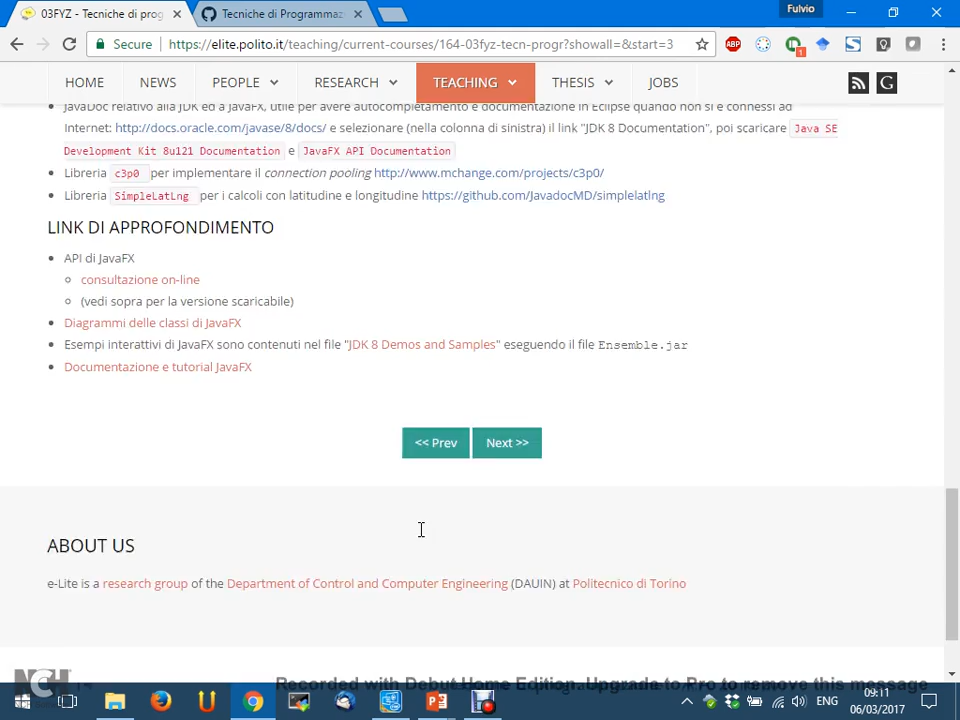 03FYZ - Tecniche di prog
Tecniche di Programmaz
Fulvio
Secure
https://elite.polito.it/teaching/current-courses/164-03fyz-tecn-progr?showall=&start=3
ABP
1
HOME NEWS PEOPLE RESEARCH TEACHING THESIS JOBS
G
JavaDoc relativo alla JDK ed a JavaFX, utile per avere autocompletamento e documentazione in Eclipse quando non si è connessi ad
Internet: http://docs.oracle.com/javase/8/docs/ e selezionare (nella colonna di sinistra) il link "JDK 8 Documentation", poi scaricare Java SE
Development Kit 8u121 Documentation e JavaFX API Documentation
Libreria c3p0 per implementare il connection pooling http://www.mchange.com/projects/c3p0/
Libreria SimpleLatLng per i calcoli con latitudine e longitudine https://github.com/JavadocMD/simplelatlng
LINK DI APPROFONDIMENTO
API di JavaFX
consultazione on-line
(vedi sopra per la versione scaricabile)
Diagrammi delle classi di JavaFX
Esempi interattivi di JavaFX sono contenuti nel file "JDK 8 Demos and Samples" eseguendo il file Ensemble.jar
Documentazione e tutorial JavaFX
<< Prev Next >>
ABOUT US
e-Lite is a research group of the Department of Control and Computer Engineering (DAUIN) at Politecnico di Torino
NCH
Recorded with Debut Home Edition. Upgrade to Pro to remove this message
ENG
09:11
06/03/2017